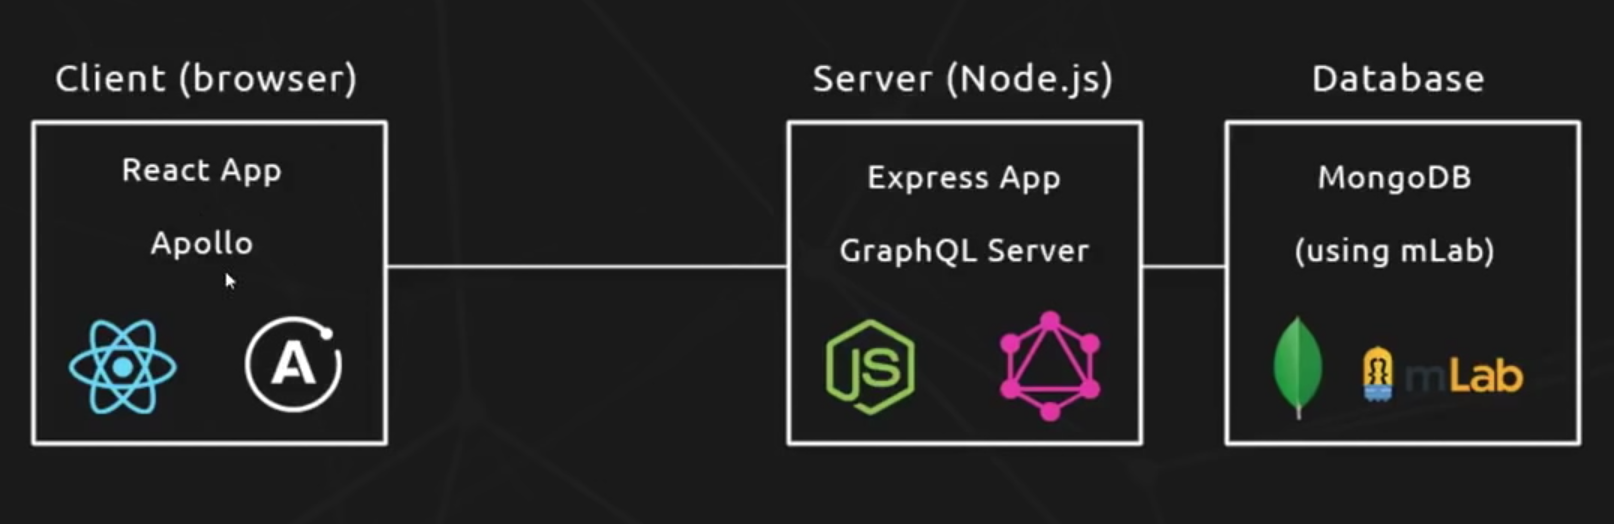 Client (browser)
React App
Apollo
A
Server (Node.js)
Express App
GraphQL Server
JS
Database
MongoDB
(using mLab)
mLab